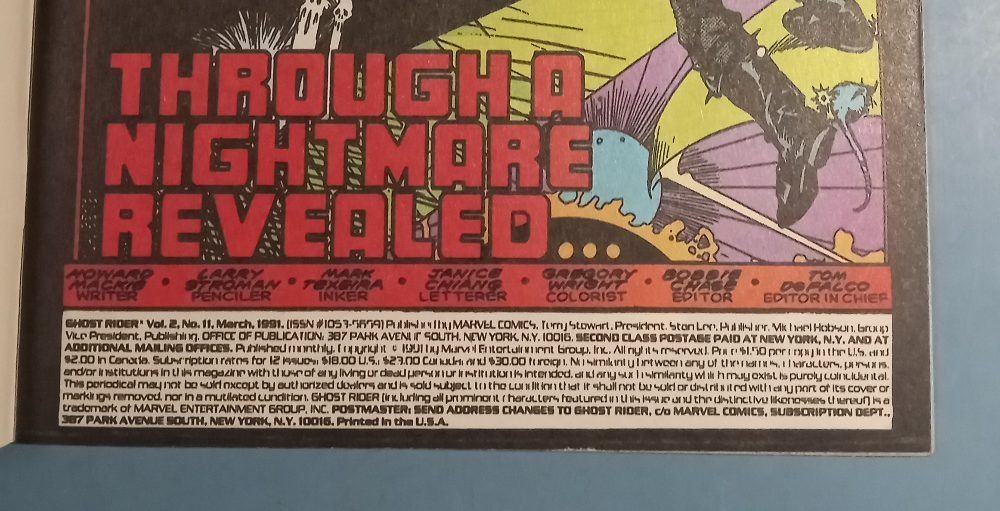 THROUGH A
NIGHTMARE
REVEALED...
HOWARD MACKIE WRITER • LARRY STROMAN PENCILER • MARK TEXEIRA INKER • JANICE CHIANG LETTERER • GREGORY WRIGHT COLORIST • BOBBIE CHASE EDITOR • TOM DEFALCO EDITOR IN CHIEF
GHOST RIDER® Vol. 2, No. 11, March, 1991. (ISSN #1053-5659) Published by MARVEL COMICS, Terry Stewart, President. Stan Lee, Publisher. Michael Hobson, Group
Vice President, Publishing. OFFICE OF PUBLICATION: 387 PARK AVENUE SOUTH, NEW YORK, N.Y. 10016. SECOND CLASS POSTAGE PAID AT NEW YORK, N.Y. AND AT
ADDITIONAL MAILING OFFICES. Published monthly. Copyright © 1991 by Marvel Entertainment Group, Inc. All rights reserved. Price $1.50 per copy in the U.S. and
$2.00 in Canada. Subscription rates for 12 issues: $18.00 U.S. $23.00 Canada and $30.00 foreign. No similarity between any of the names, characters, persons,
and/or institutions in this magazine with those of any living or dead person or institution is intended, and any such similarity which may exist is purely coincidental.
This periodical may not be sold except by authorized dealers and is sold subject to the condition that it shall not be sold or distributed with any part of its cover or
markings removed, nor in a mutilated condition. GHOST RIDER (including all prominent characters featured in this issue and the distinctive likenesses thereof) is a
trademark of MARVEL ENTERTAINMENT GROUP, INC. POSTMASTER: SEND ADDRESS CHANGES TO GHOST RIDER, c/o MARVEL COMICS, SUBSCRIPTION DEPT.,
387 PARK AVENUE SOUTH, NEW YORK, N.Y. 10016. Printed in the U.S.A.